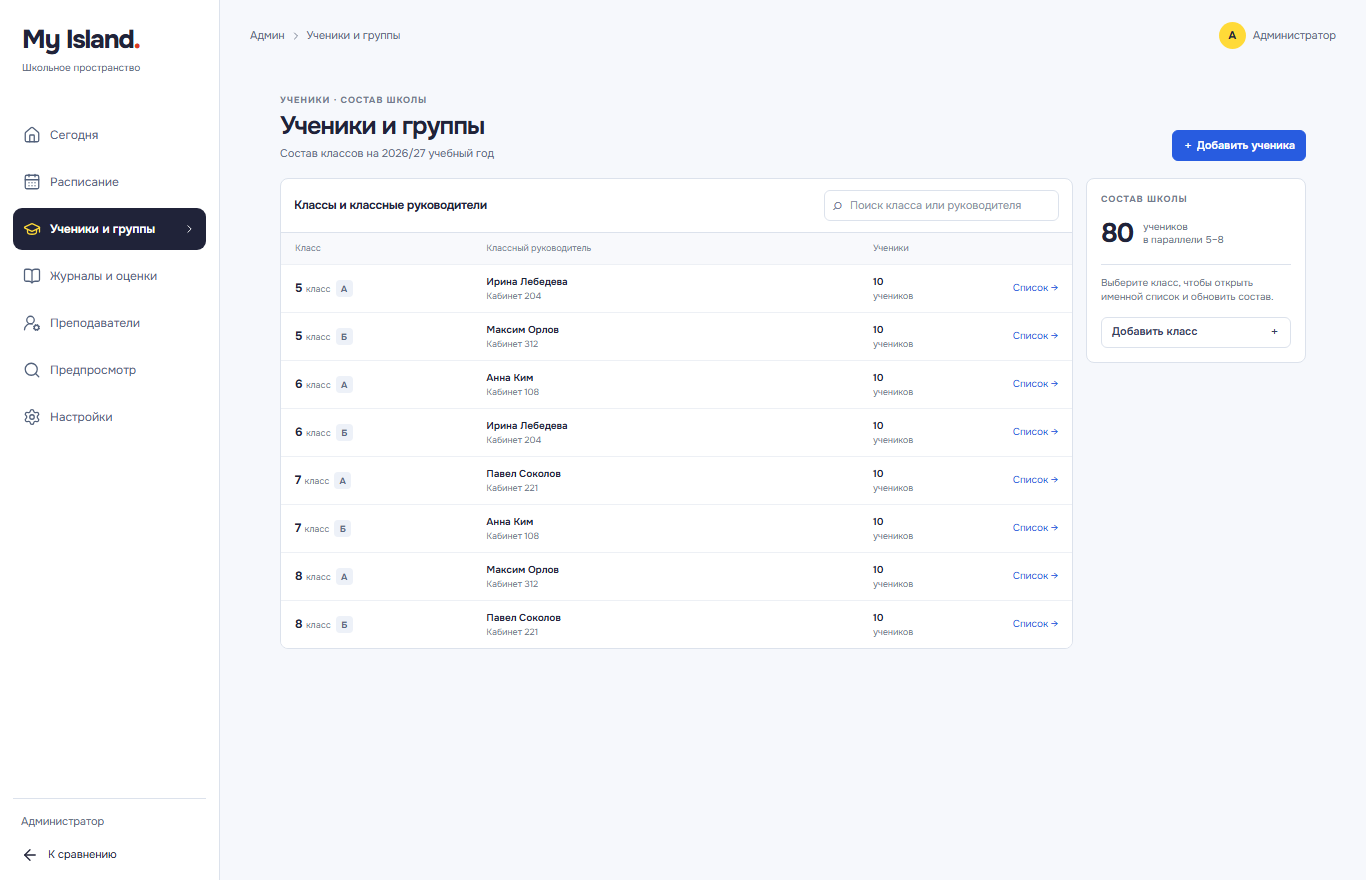 My Island.
Школьное пространство
Сегодня
Расписание
Ученики и группы
Журналы и оценки
Преподаватели
Предпросмотр
Настройки
Администратор
К сравнению
Админ > Ученики и группы
А Администратор
УЧЕНИКИ · СОСТАВ ШКОЛЫ
Ученики и группы
Состав классов на 2026/27 учебный год
+ Добавить ученика
Классы и классные руководители
Поиск класса или руководителя
Класс Классный руководитель Ученики
5 класс А Ирина Лебедева 10 Список →
Кабинет 204 учеников
5 класс Б Максим Орлов 10 Список →
Кабинет 312 учеников
6 класс А Анна Ким 10 Список →
Кабинет 108 учеников
6 класс Б Ирина Лебедева 10 Список →
Кабинет 204 учеников
7 класс А Павел Соколов 10 Список →
Кабинет 221 учеников
7 класс Б Анна Ким 10 Список →
Кабинет 108 учеников
8 класс А Максим Орлов 10 Список →
Кабинет 312 учеников
8 класс Б Павел Соколов 10 Список →
Кабинет 221 учеников
СОСТАВ ШКОЛЫ
80 учеников
в параллели 5–8
Выберите класс, чтобы открыть
именной список и обновить состав.
Добавить класс +